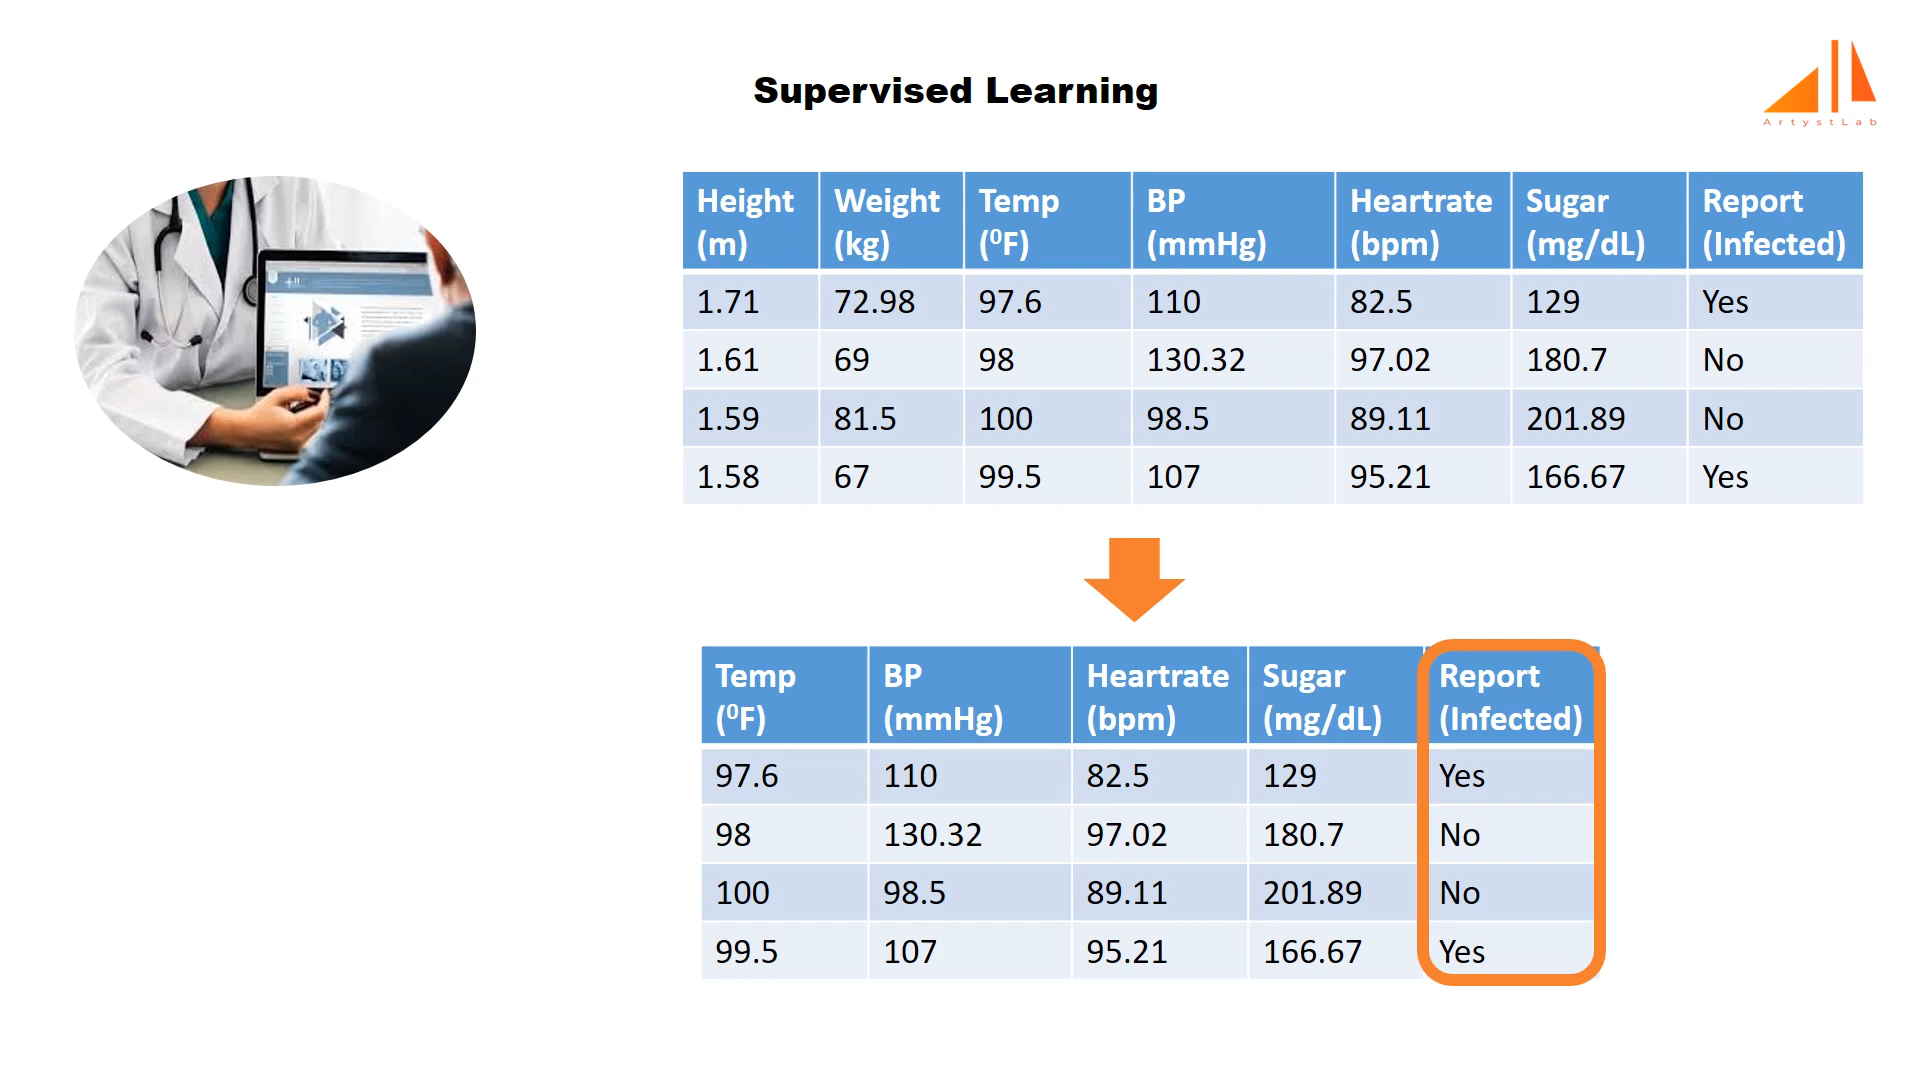 Supervised Learning
ArtystLab
Height (m) Weight (kg) Temp (⁰F) BP (mmHg) Heartrate (bpm) Sugar (mg/dL) Report (Infected)
1.71 72.98 97.6 110 82.5 129 Yes
1.61 69 98 130.32 97.02 180.7 No
1.59 81.5 100 98.5 89.11 201.89 No
1.58 67 99.5 107 95.21 166.67 Yes
Temp (⁰F) BP (mmHg) Heartrate (bpm) Sugar (mg/dL) Report (Infected)
97.6 110 82.5 129 Yes
98 130.32 97.02 180.7 No
100 98.5 89.11 201.89 No
99.5 107 95.21 166.67 Yes